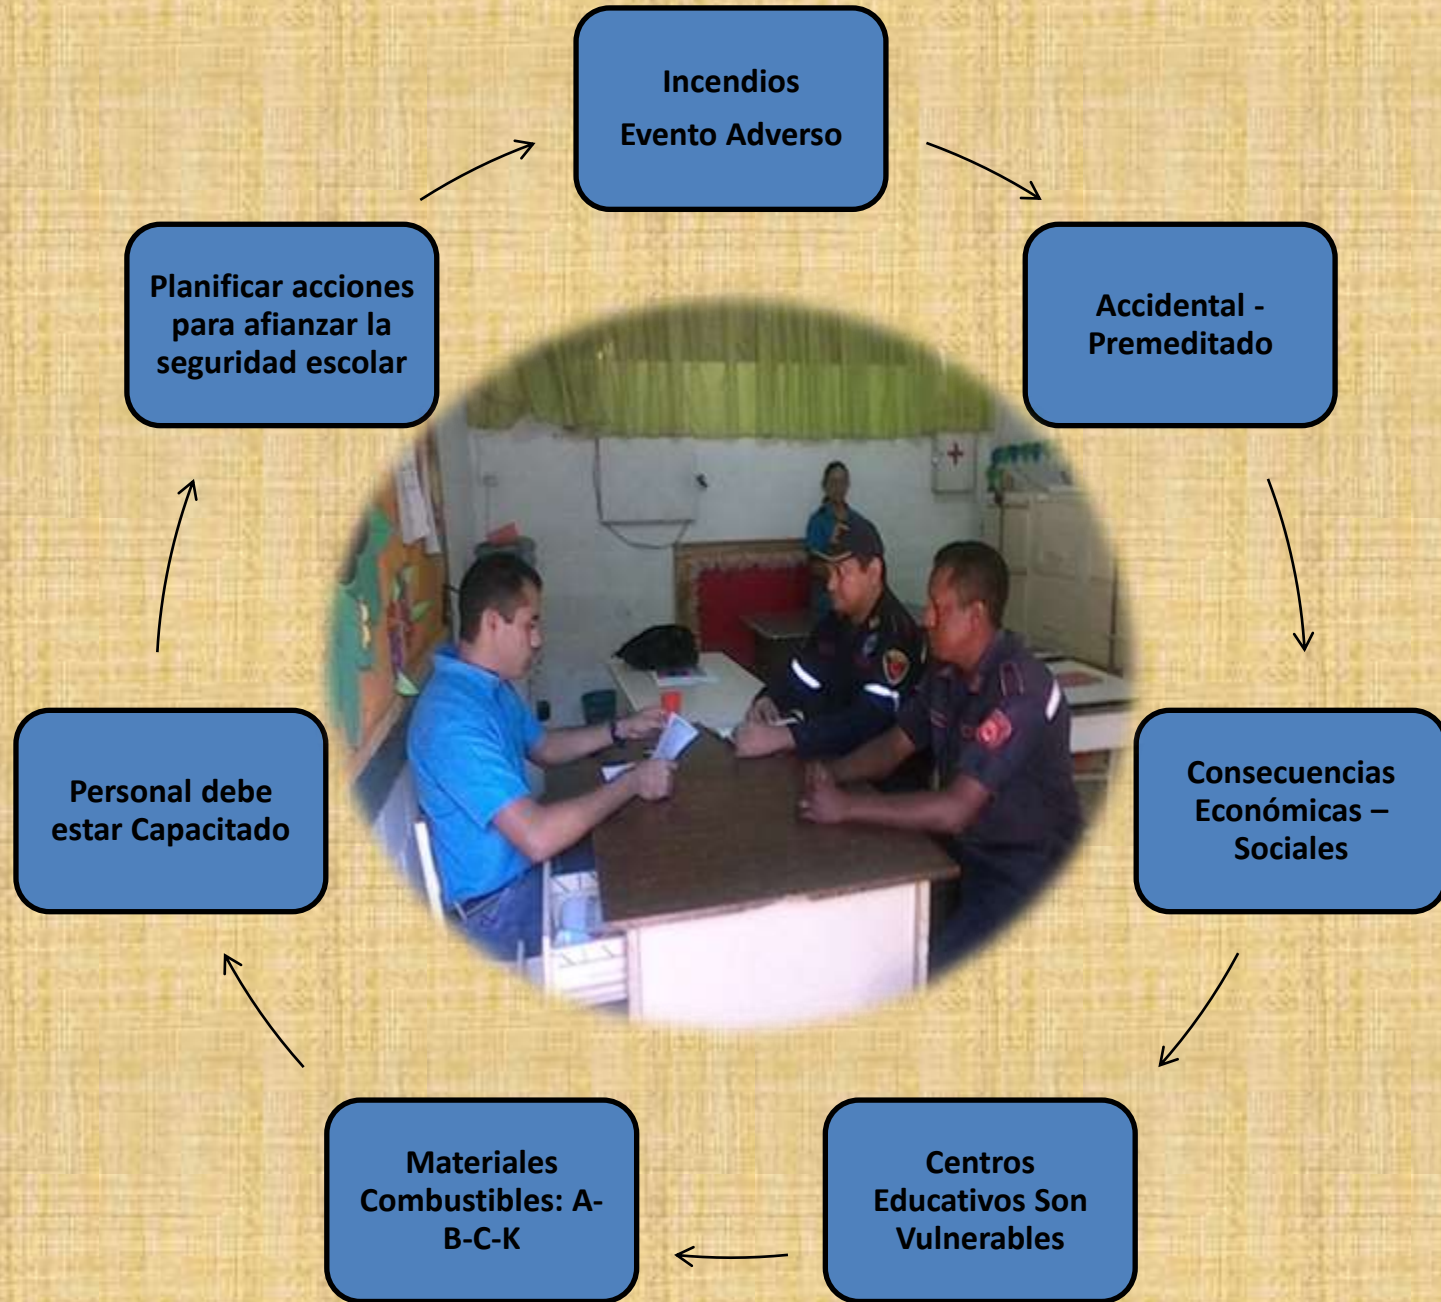 Incendios
Evento Adverso
Accidental -
Premeditado
Consecuencias
Económicas –
Sociales
Centros
Educativos Son
Vulnerables
Materiales
Combustibles: A-
B-C-K
Personal debe
estar Capacitado
Planificar acciones
para afianzar la
seguridad escolar